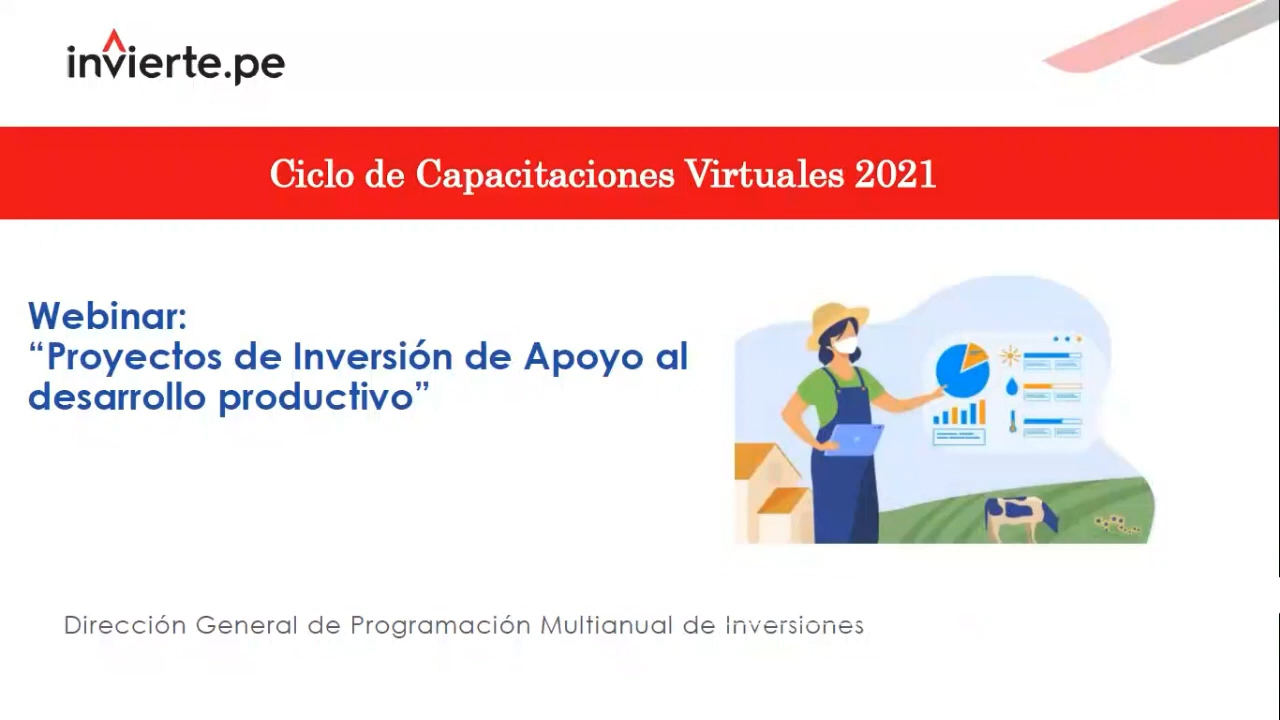 invierte.pe
Ciclo de Capacitaciones Virtuales 2021
Webinar:
“Proyectos de Inversión de Apoyo al
desarrollo productivo”
Dirección General de Programación Multianual de Inversiones